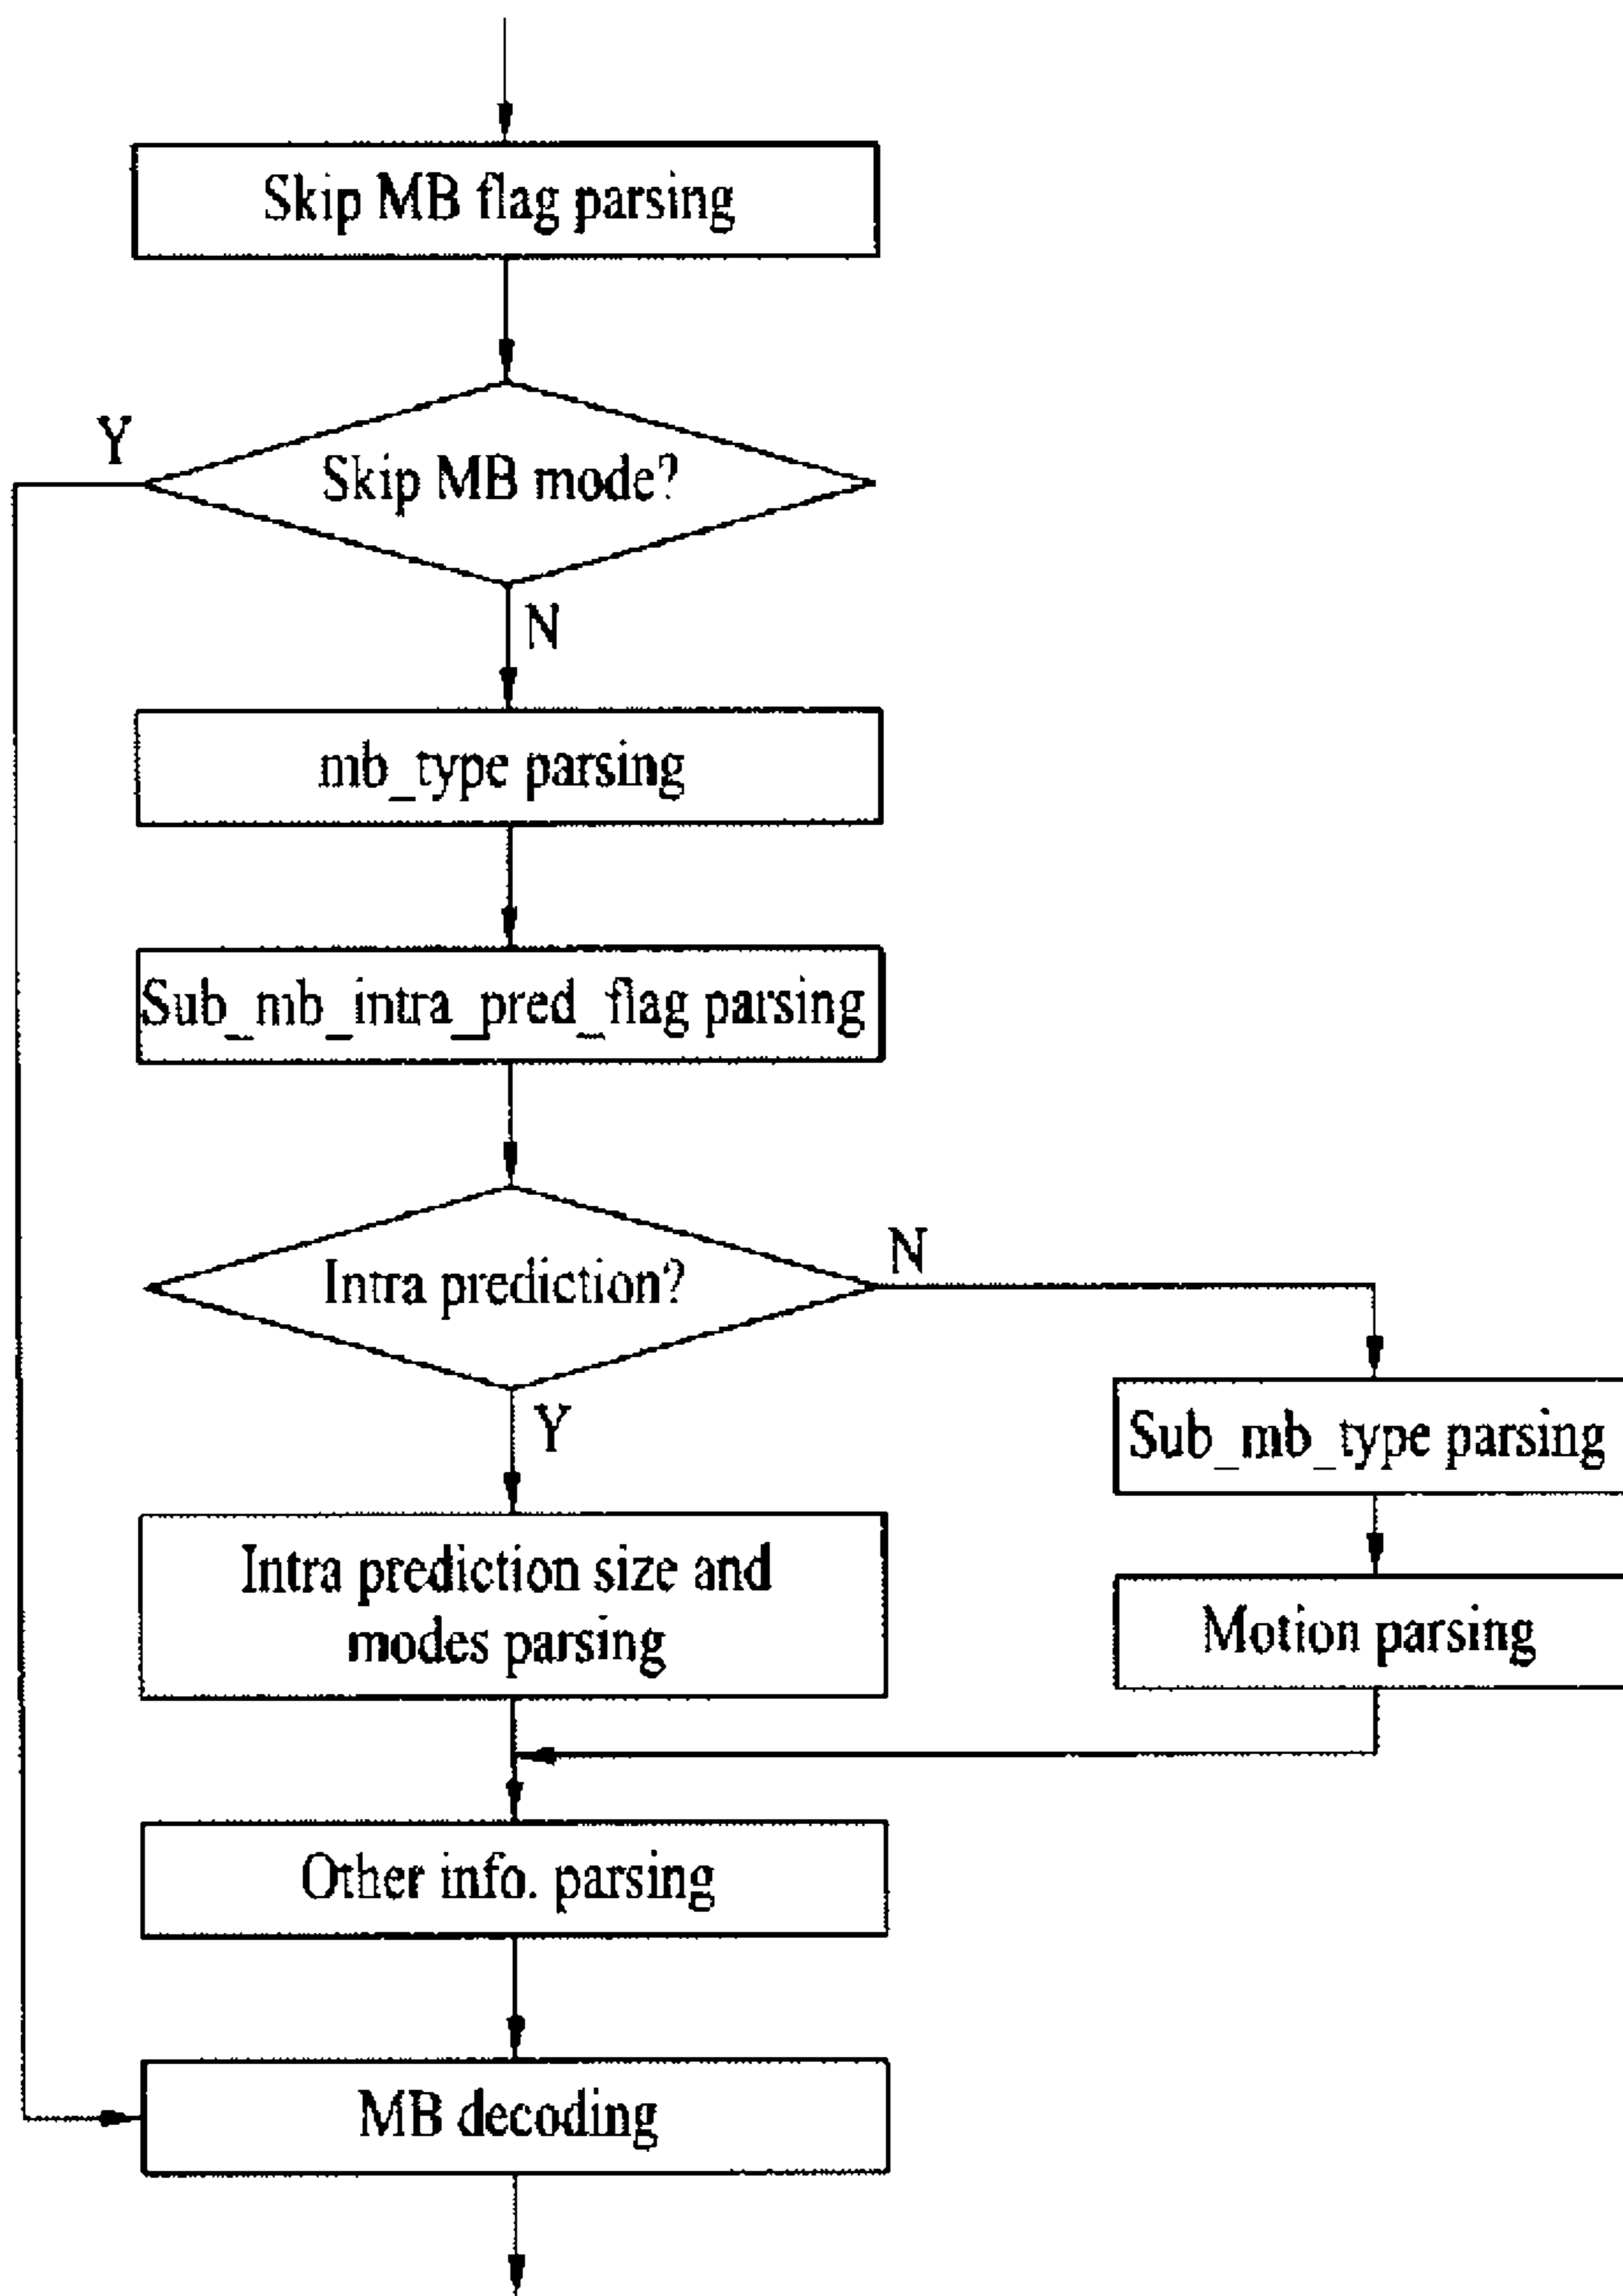 Skip MB flag parsing
Y
Skip MB mode?
N
mb_type parsing
Sub_mb_intra_pred_flag parsing
Intra prediction?
N
Y
Sub_mb_type parsing
Intra prediction size and
modes parsing
Motion parsing
Other info. parsing
MB decoding